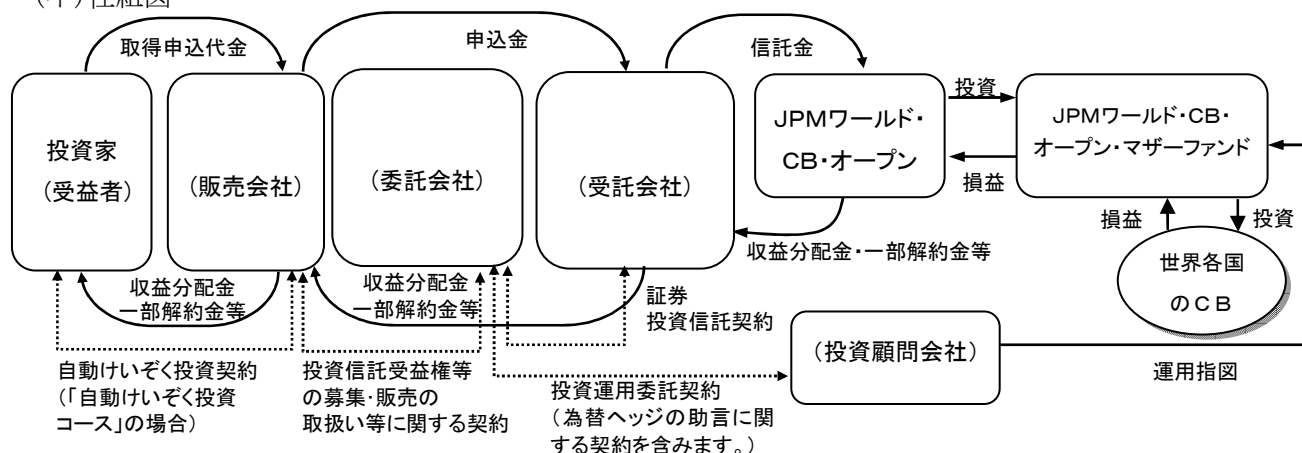 取得申込代金
申込金
信託金
投資家
(受益者)
(販売会社)
(委託会社)
(受託会社)
JPMワールド・
CB・オープン
投資
損益
JPMワールド・CB・
オープン・マザーファンド
損益
投資
世界各国
のCB
収益分配金・一部解約金等
収益分配金
一部解約金等
収益分配金
一部解約金等
証券
投資信託契約
(投資顧問会社)
運用指図
自動けいぞく投資契約
(「自動けいぞく投資
コース」の場合)
投資信託受益権等
の募集・販売の
取扱い等に関する契約
投資運用委託契約
(為替ヘッジの助言に関
する契約を含みます。)